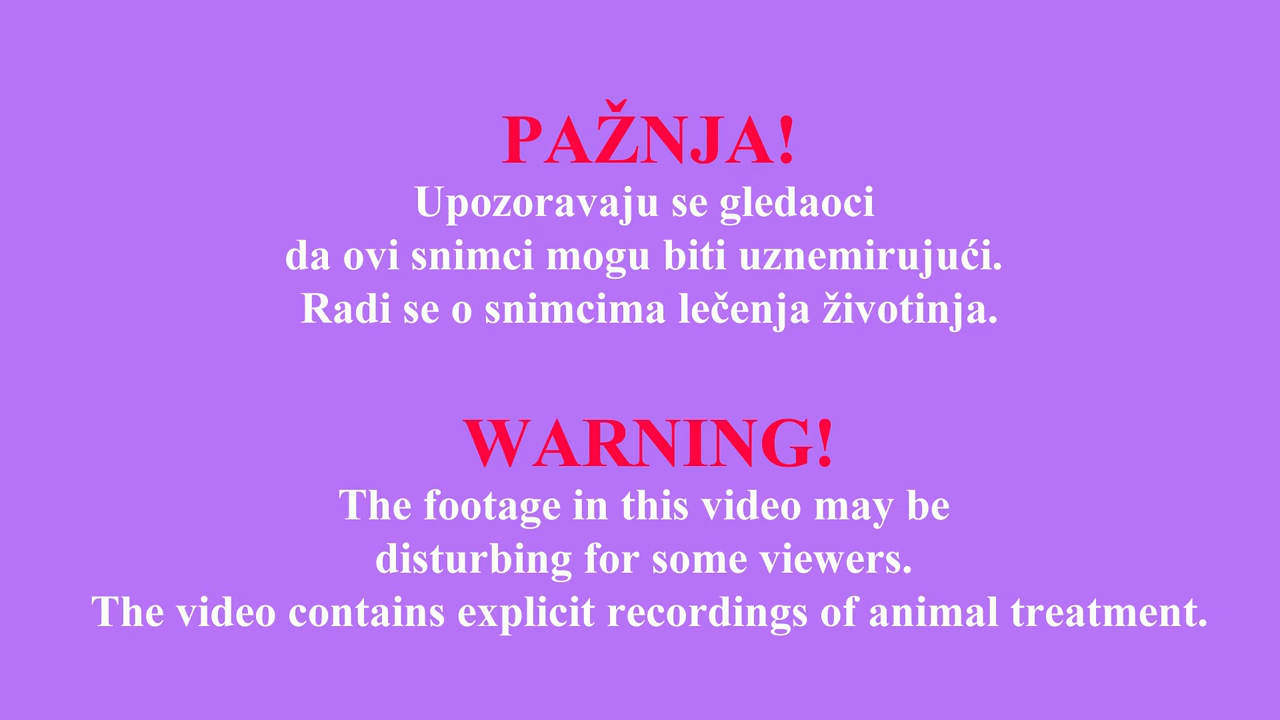 PAŽNJA!
Upozoravaju se gledaoci
da ovi snimci mogu biti uznemirujući.
Radi se o snimcima lečenja životinja.
WARNING!
The footage in this video may be
disturbing for some viewers.
The video contains explicit recordings of animal treatment.